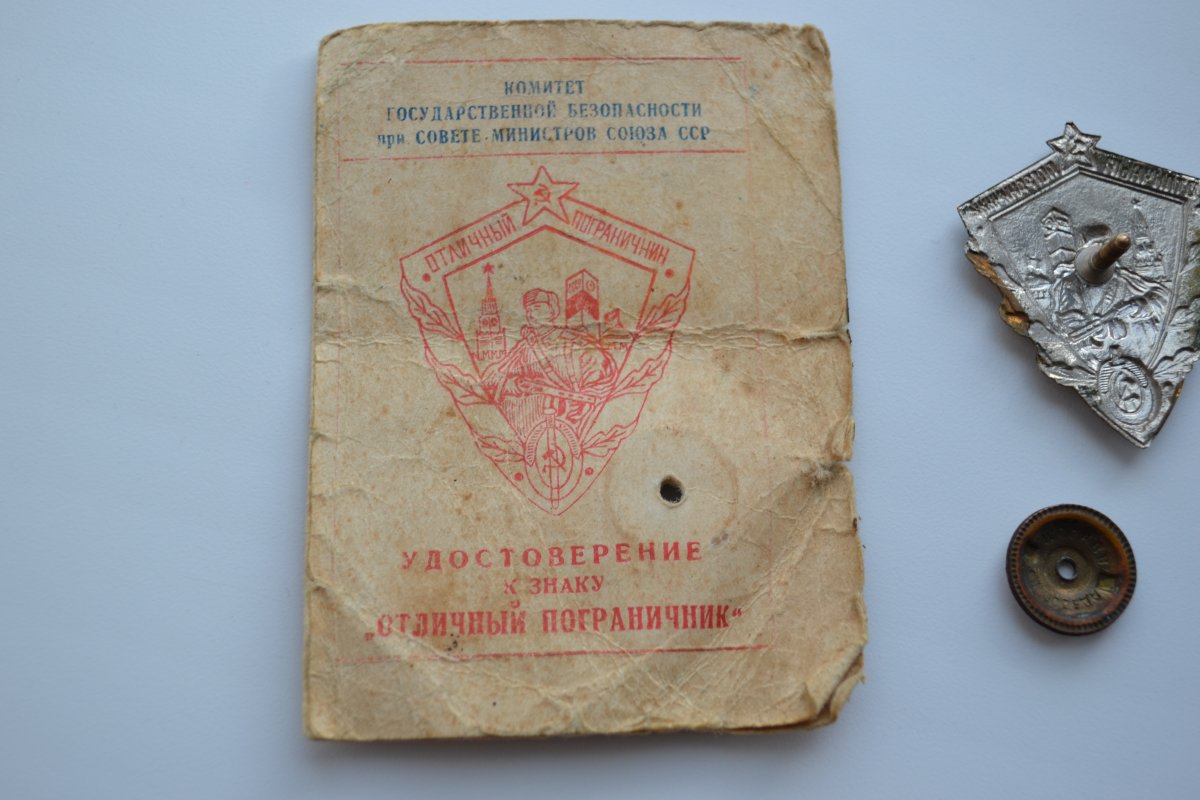 КОМИТЕТ
ГОСУДАРСТВЕННОЙ БЕЗОПАСНОСТИ
при СОВЕТЕ МИНИСТРОВ СОЮЗА ССР
ОТЛИЧНЫЙ ПОГРАНИЧНИК
УДОСТОВЕРЕНИЕ
К ЗНАКУ
„ОТЛИЧНЫЙ ПОГРАНИЧНИК“